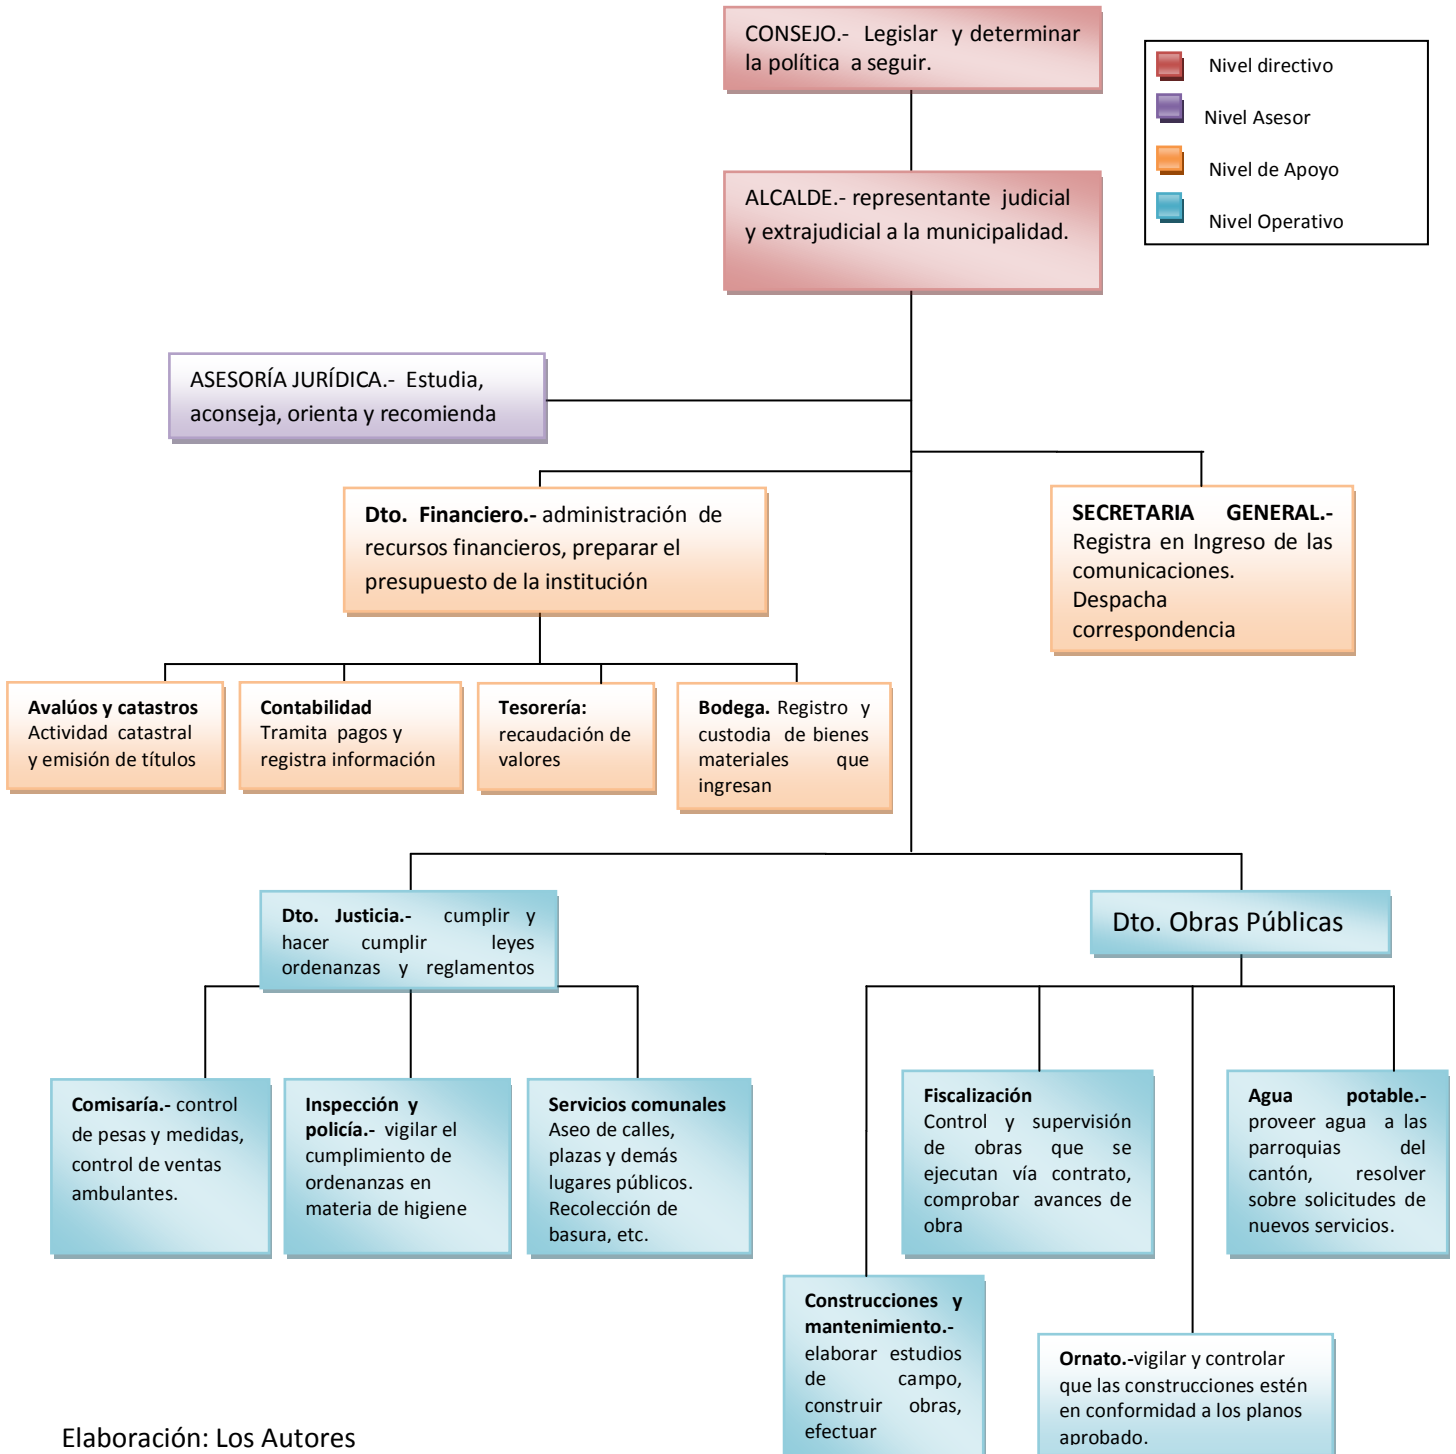 CONSEJO.- Legislar y determinar
la política a seguir.
Nivel directivo
Nivel Asesor
Nivel de Apoyo
Nivel Operativo
ALCALDE.- representante judicial
y extrajudicial a la municipalidad.
ASESORÍA JURÍDICA.- Estudia,
aconseja, orienta y recomienda
Dto. Financiero.- administración de
recursos financieros, preparar el
presupuesto de la institución
SECRETARIA GENERAL.-
Registra en Ingreso de las
comunicaciones.
Despacha
correspondencia
Avalúos y catastros
Actividad catastral
y emisión de títulos
Contabilidad
Tramita pagos y
registra información
Tesorería:
recaudación de
valores
Bodega. Registro y
custodia de bienes
materiales que
ingresan
Dto. Justicia.- cumplir y
hacer cumplir leyes
ordenanzas y reglamentos
Dto. Obras Públicas
Comisaría.- control
de pesas y medidas,
control de ventas
ambulantes.
Inspección y
policía.- vigilar el
cumplimiento de
ordenanzas en
materia de higiene
Servicios comunales
Aseo de calles,
plazas y demás
lugares públicos.
Recolección de
basura, etc.
Fiscalización
Control y supervisión
de obras que se
ejecutan vía contrato,
comprobar avances de
obra
Agua potable.-
proveer agua a las
parroquias del
cantón, resolver
sobre solicitudes de
nuevos servicios.
Construcciones y
mantenimiento.-
elaborar estudios
de campo,
construir obras,
efectuar
Ornato.-vigilar y controlar
que las construcciones estén
en conformidad a los planos
aprobado.
Elaboración: Los Autores